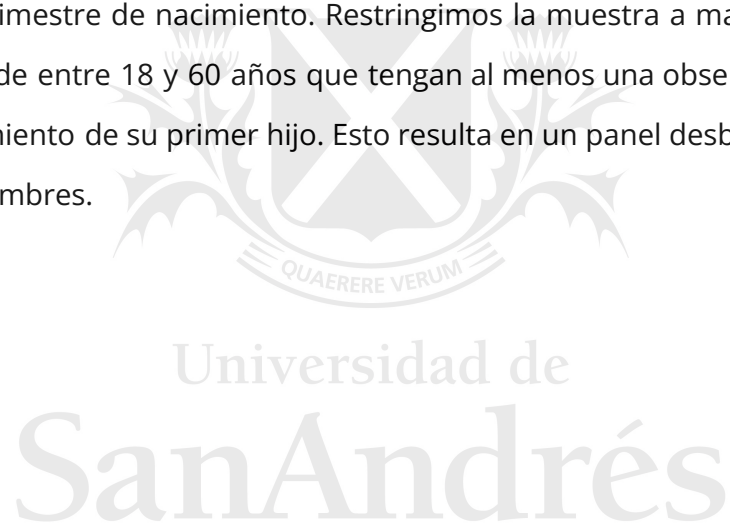 imestre de nacimiento. Restringimos la muestra a ma
de entre 18 y 60 años que tengan al menos una obse
niento de su primer hijo. Esto resulta en un panel desb
mbres.
QUAERERE VERUM
Universidad de
SanAndrés